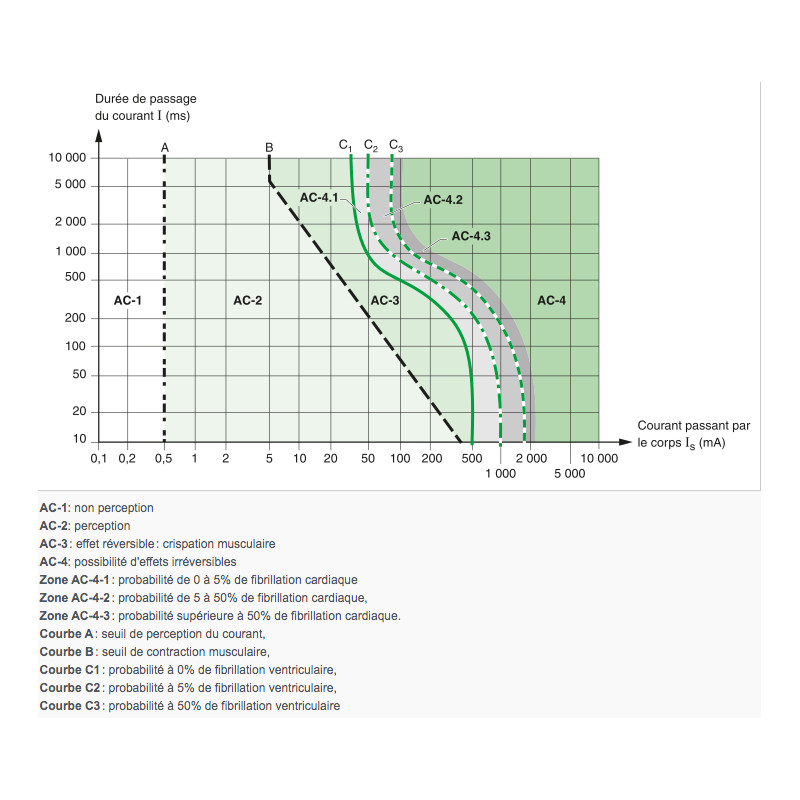 Durée de passage
du courant I (ms)
A
B
C1
C2
C3
10 000
5 000
AC-4.1
AC-4.2
2 000
AC-4.3
1 000
500
AC-1
AC-2
AC-3
AC-4
200
100
50
20
10
Courant passant par
le corps Is (mA)
0,1 0,2 0,5 1 2 5 10 20 50 100 200 500 2 000 10 000
1 000 5 000
AC-1: non perception
AC-2: perception
AC-3 : effet réversible : crispation musculaire
AC-4: possibilité d'effets irréversibles
Zone AC-4-1 : probabilité de 0 à 5% de fibrillation cardiaque
Zone AC-4-2 : probabilité de 5 à 50% de fibrillation cardiaque,
Zone AC-4-3 : probabilité supérieure à 50% de fibrillation cardiaque.
Courbe A : seuil de perception du courant,
Courbe B : seuil de contraction musculaire,
Courbe C1 : probabilité à 0% de fibrillation ventriculaire,
Courbe C2 : probabilité à 5% de fibrillation ventriculaire,
Courbe C3 : probabilité à 50% de fibrillation ventriculaire